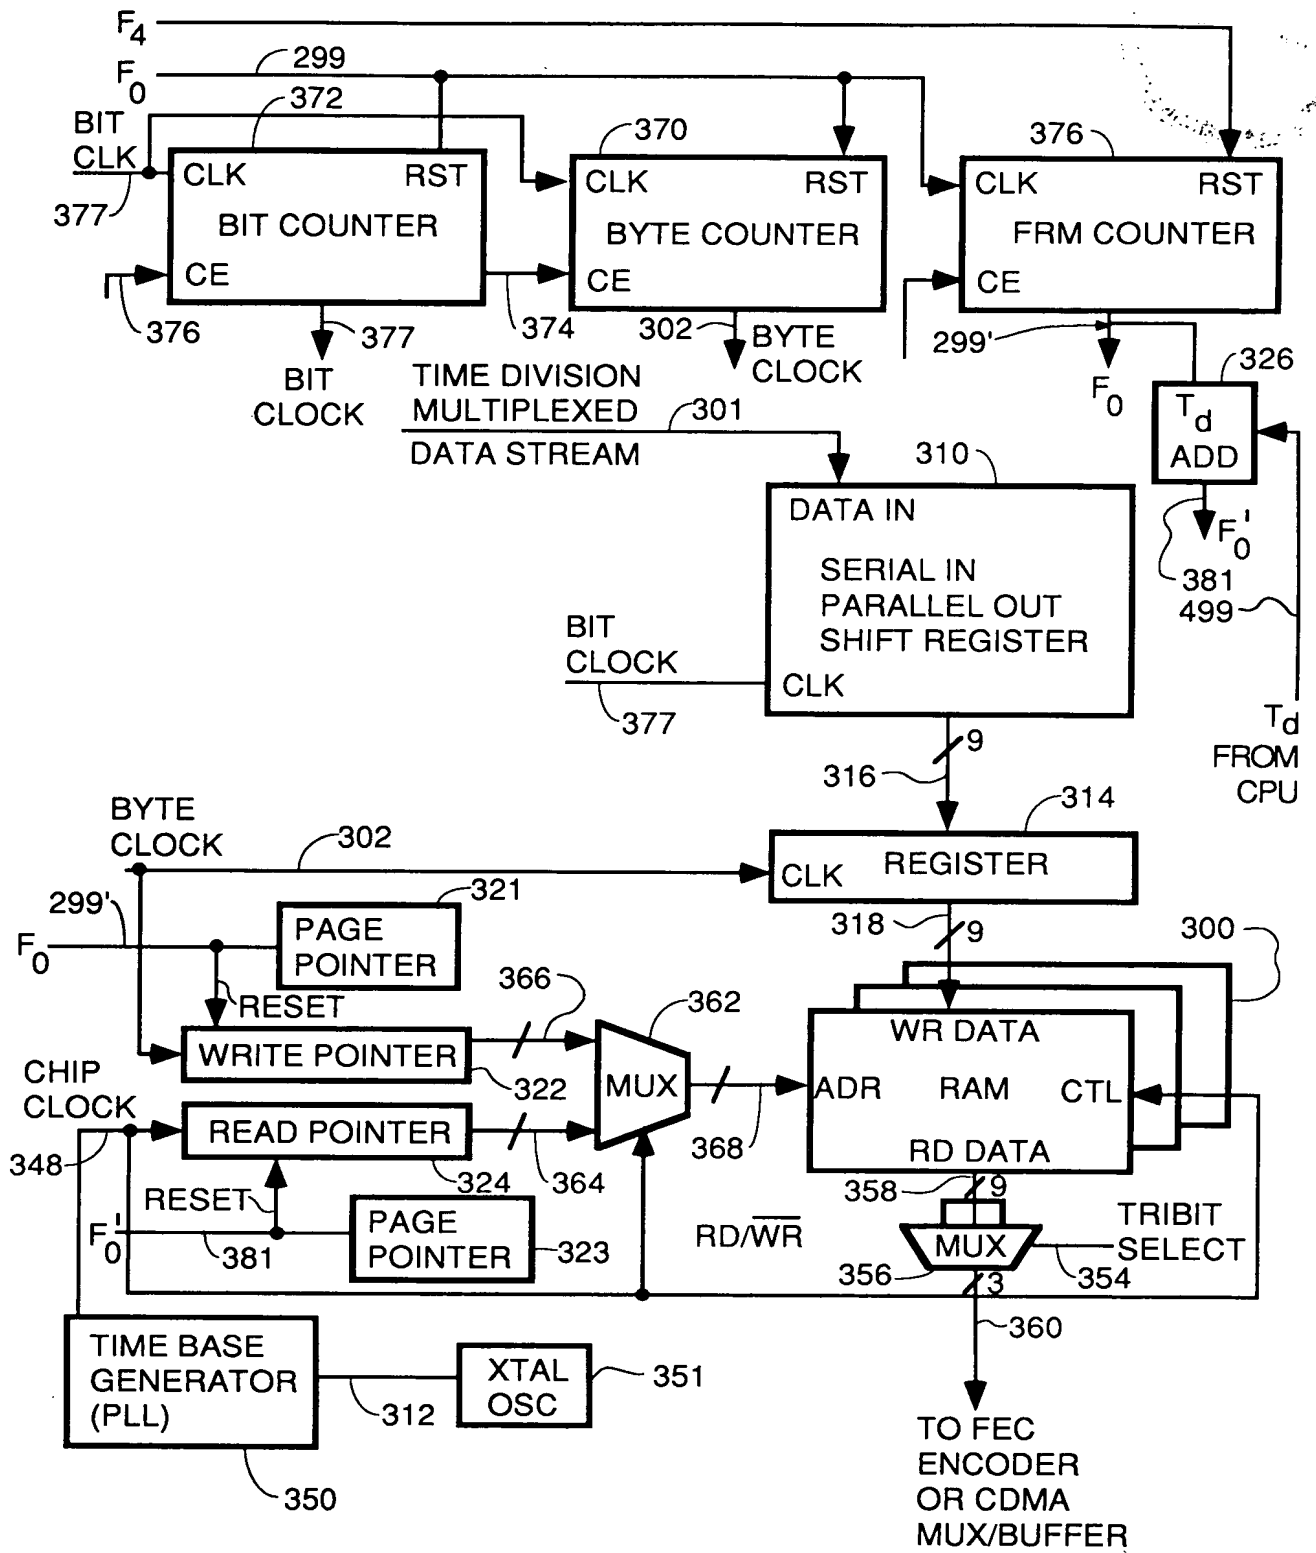 F4
F0
299
372
BIT
CLK
370
376
CLK
RST
CLK
RST
CLK
RST
377
BIT COUNTER
BYTE COUNTER
FRM COUNTER
CE
CE
CE
376
377
374
302
BYTE
CLOCK
299'
326
BIT
CLOCK
F0
TIME DIVISION
MULTIPLEXED
DATA STREAM
301
Td
ADD
310
DATA IN
F0'
SERIAL IN
PARALLEL OUT
SHIFT REGISTER
381
499
BIT
CLOCK
CLK
377
Td
FROM
CPU
9
316
BYTE
CLOCK
302
314
REGISTER
CLK
299'
321
318
9
300
F0
PAGE
POINTER
RESET
366
362
WR DATA
WRITE POINTER
322
MUX
ADR
RAM
CTL
CHIP
CLOCK
READ POINTER
348
324
364
368
RD DATA
358
9
RESET
F0'
381
PAGE
POINTER
323
RD/W̅R̅
MUX
TRIBIT
SELECT
356
3
354
360
TIME BASE
GENERATOR
(PLL)
312
XTAL
OSC
351
350
TO FEC
ENCODER
OR CDMA
MUX/BUFFER